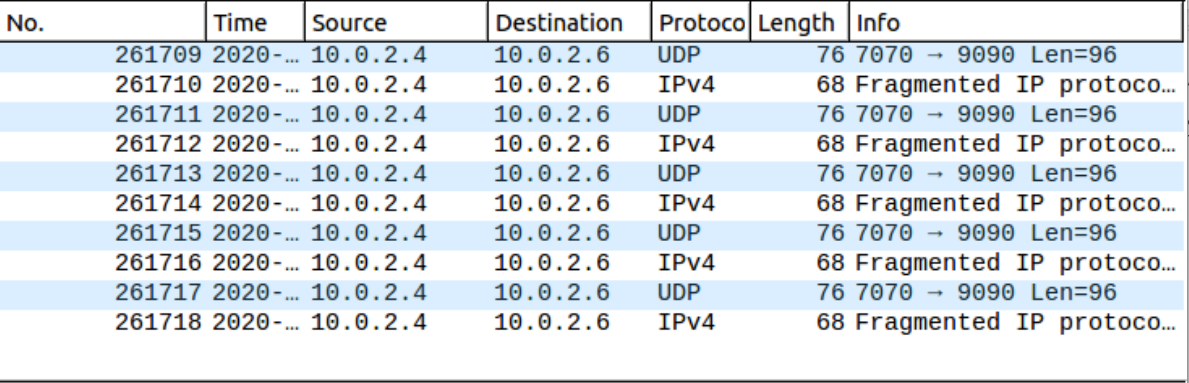 No. Time Source Destination Protoco Length Info
261709 2020-… 10.0.2.4 10.0.2.6 UDP 76 7070 → 9090 Len=96
261710 2020-… 10.0.2.4 10.0.2.6 IPv4 68 Fragmented IP protoco…
261711 2020-… 10.0.2.4 10.0.2.6 UDP 76 7070 → 9090 Len=96
261712 2020-… 10.0.2.4 10.0.2.6 IPv4 68 Fragmented IP protoco…
261713 2020-… 10.0.2.4 10.0.2.6 UDP 76 7070 → 9090 Len=96
261714 2020-… 10.0.2.4 10.0.2.6 IPv4 68 Fragmented IP protoco…
261715 2020-… 10.0.2.4 10.0.2.6 UDP 76 7070 → 9090 Len=96
261716 2020-… 10.0.2.4 10.0.2.6 IPv4 68 Fragmented IP protoco…
261717 2020-… 10.0.2.4 10.0.2.6 UDP 76 7070 → 9090 Len=96
261718 2020-… 10.0.2.4 10.0.2.6 IPv4 68 Fragmented IP protoco…